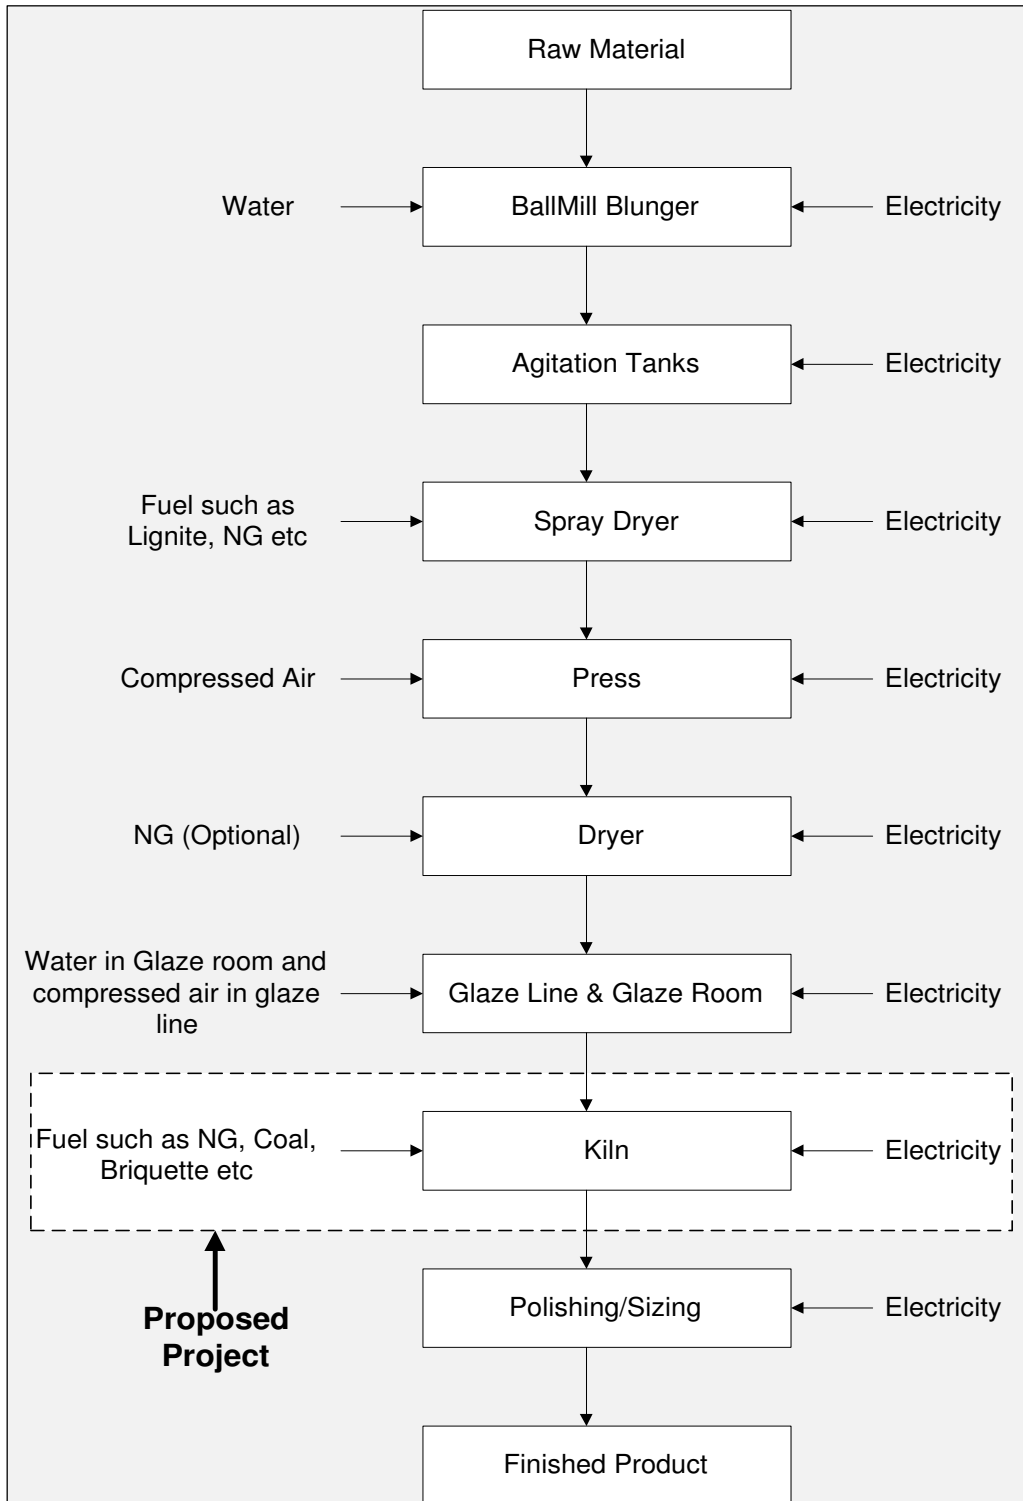 Raw Material
Water
BallMill Blunger
Electricity
Agitation Tanks
Electricity
Fuel such as
Lignite, NG etc
Spray Dryer
Electricity
Compressed Air
Press
Electricity
NG (Optional)
Dryer
Electricity
Water in Glaze room and
compressed air in glaze
line
Glaze Line & Glaze Room
Electricity
Fuel such as NG, Coal,
Briquette etc
Kiln
Electricity
Proposed
Project
Polishing/Sizing
Electricity
Finished Product